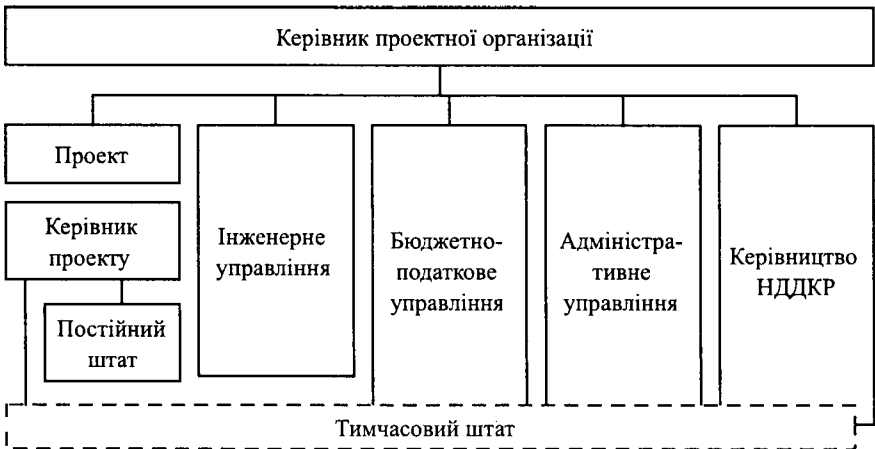 Керівник проектної організації
Проект
Керівник
проекту
Постійний
штат
Інженерне
управління
Бюджетно-
податкове
управління
Адміністра-
тивне
управління
Керівництво
НДДКР
Тимчасовий штат